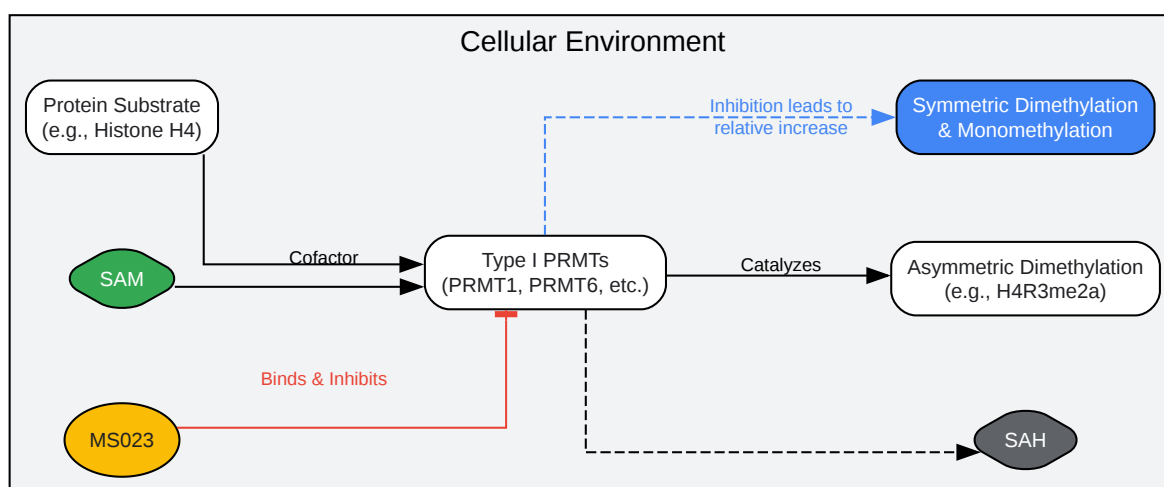 Cellular Environment
Protein Substrate
(e.g., Histone H4)
Inhibition leads to
relative increase
Symmetric Dimethylation
& Monomethylation
SAM
Cofactor
Type I PRMTs
(PRMT1, PRMT6, etc.)
Catalyzes
Asymmetric Dimethylation
(e.g., H4R3me2a)
Binds & Inhibits
MS023
SAH